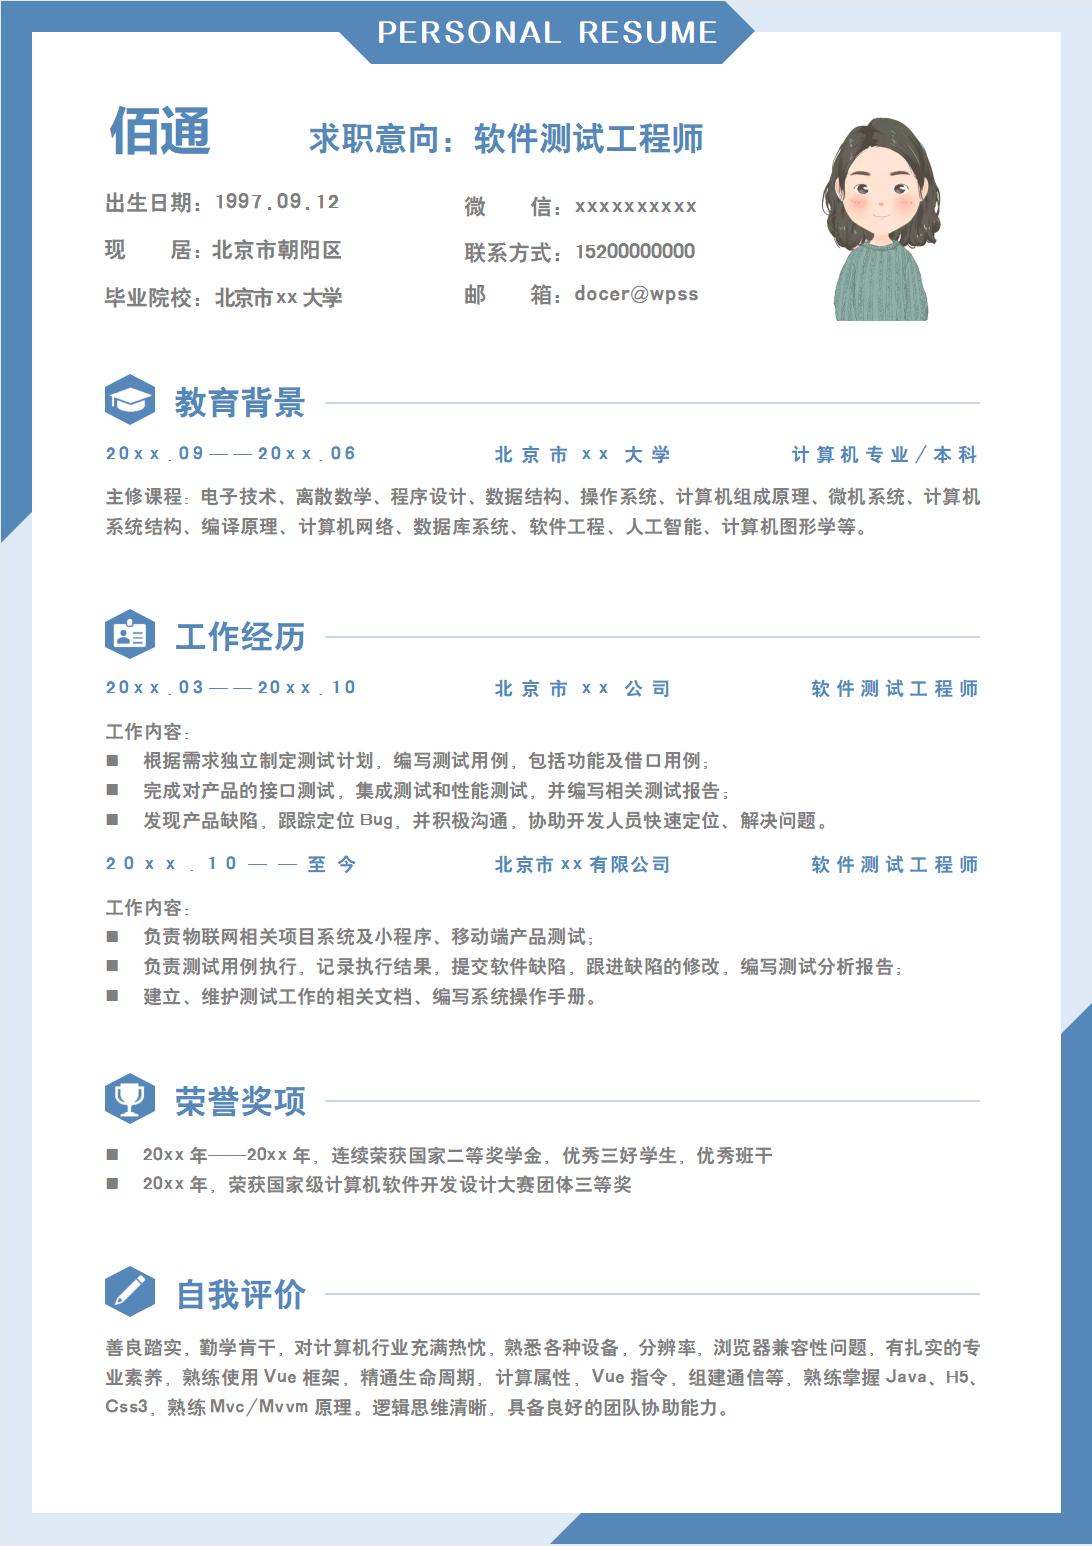 PERSONAL RESUME
佰通
求职意向：软件测试工程师
出生日期：1997.09.12
微 信：xxxxxxxxxx
现 居：北京市朝阳区
联系方式：15200000000
毕业院校：北京市xx大学
邮 箱：docer@wpss
教育背景
20xx.09——20xx.06 北京市xx大学 计算机专业/本科
主修课程：电子技术、离散数学、程序设计、数据结构、操作系统、计算机组成原理、微机系统、计算机
系统结构、编译原理、计算机网络、数据库系统、软件工程、人工智能、计算机图形学等。
工作经历
20xx.03——20xx.10 北京市xx公司 软件测试工程师
工作内容：
■ 根据需求独立制定测试计划，编写测试用例，包括功能及借口用例；
■ 完成对产品的接口测试，集成测试和性能测试，并编写相关测试报告；
■ 发现产品缺陷，跟踪定位Bug，并积极沟通，协助开发人员快速定位、解决问题。
20xx.10——至今 北京市xx有限公司 软件测试工程师
工作内容：
■ 负责物联网相关项目系统及小程序、移动端产品测试；
■ 负责测试用例执行，记录执行结果，提交软件缺陷，跟进缺陷的修改，编写测试分析报告；
■ 建立、维护测试工作的相关文档、编写系统操作手册。
荣誉奖项
■ 20xx年——20xx年，连续荣获国家二等奖学金，优秀三好学生，优秀班干
■ 20xx年，荣获国家级计算机软件开发设计大赛团体三等奖
自我评价
善良踏实，勤学肯干，对计算机行业充满热忱，熟悉各种设备，分辨率，浏览器兼容性问题，有扎实的专
业素养，熟练使用Vue框架，精通生命周期，计算属性，Vue指令，组建通信等，熟练掌握Java、H5、
Css3，熟练Mvc/Mvvm原理。逻辑思维清晰，具备良好的团队协助能力。